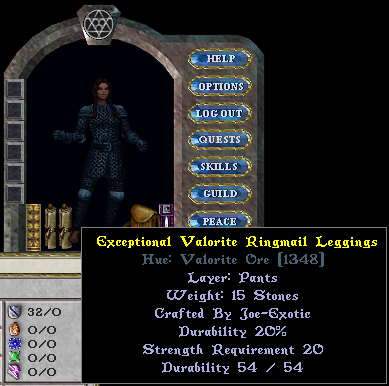 HELP
OPTIONS
LOG OUT
QUESTS
SKILLS
GUILD
PEACE
Exceptional Valorite Ringmail Leggings
Hue: Valorite Ore [1348]
Layer: Pants
Weight: 15 Stones
Crafted By Joe-Exotic
Durability 20%
Strength Requirement 20
Durability 54 / 54
32/0
0/0
0/0
0/0
0/0